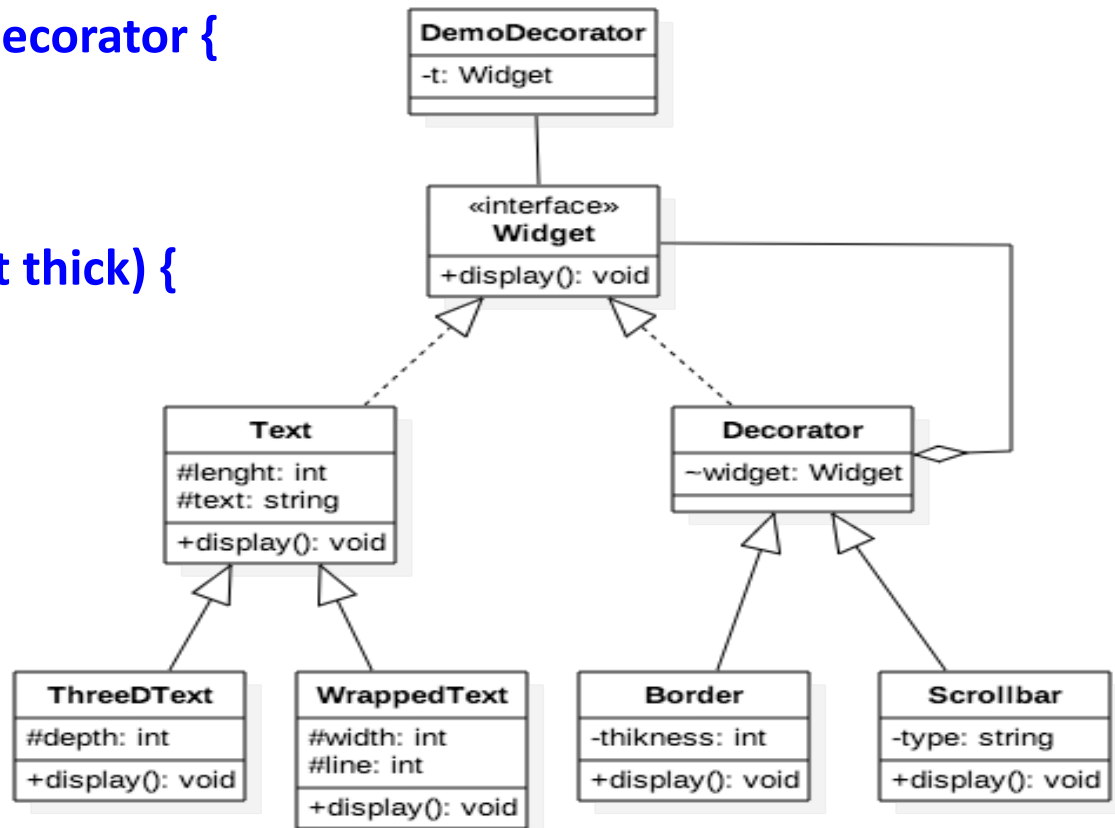 ecorator {
t thick) {
DemoDecorator
-t: Widget
«interface»
Widget
+display(): void
Text
#lenght: int
#text: string
+display(): void
Decorator
~widget: Widget
ThreeDText
#depth: int
+display(): void
WrappedText
#width: int
#line: int
+display(): void
Border
-thikness: int
+display(): void
Scrollbar
-type: string
+display(): void